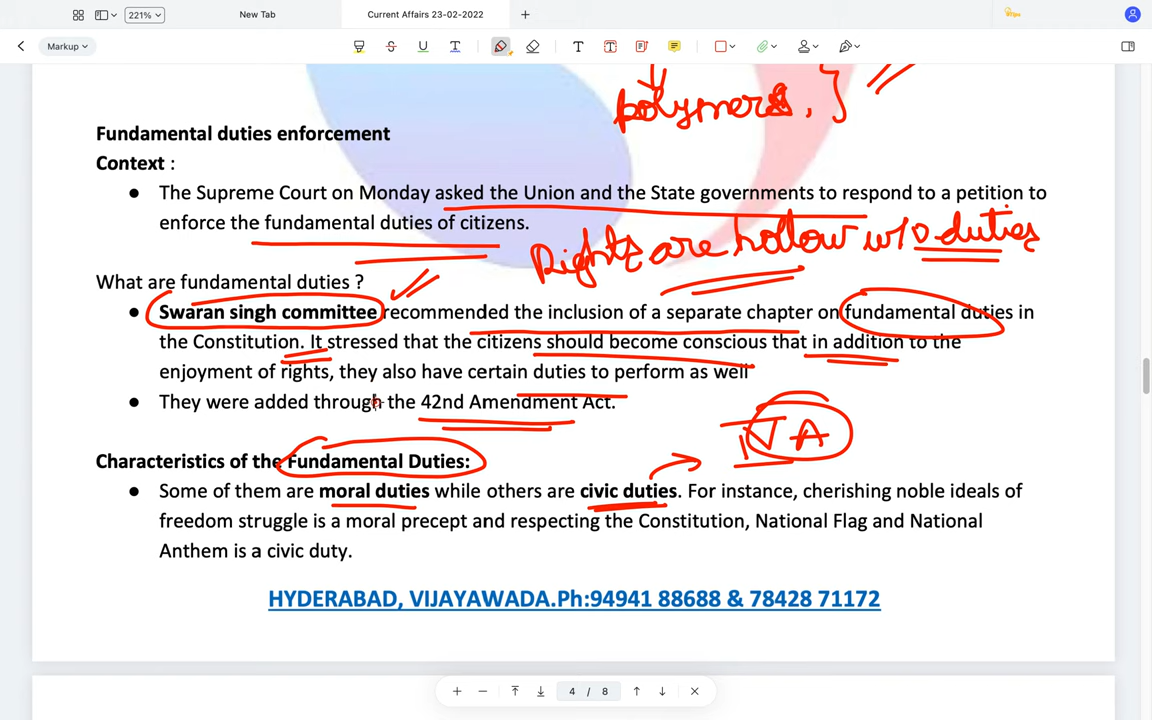 221%
New Tab
Current Affairs 23-02-2022
Markup
polymers.
Fundamental duties enforcement
Context :
● The Supreme Court on Monday asked the Union and the State governments to respond to a petition to
enforce the fundamental duties of citizens.
Rights are hollow w/o duties
What are fundamental duties ?
● Swaran singh committee recommended the inclusion of a separate chapter on fundamental duties in
the Constitution. It stressed that the citizens should become conscious that in addition to the
enjoyment of rights, they also have certain duties to perform as well
● They were added through the 42nd Amendment Act.
IV A
Characteristics of the Fundamental Duties:
● Some of them are moral duties while others are civic duties. For instance, cherishing noble ideals of
freedom struggle is a moral precept and respecting the Constitution, National Flag and National
Anthem is a civic duty.
HYDERABAD, VIJAYAWADA.Ph:94941 88688 & 78428 71172
4 / 8